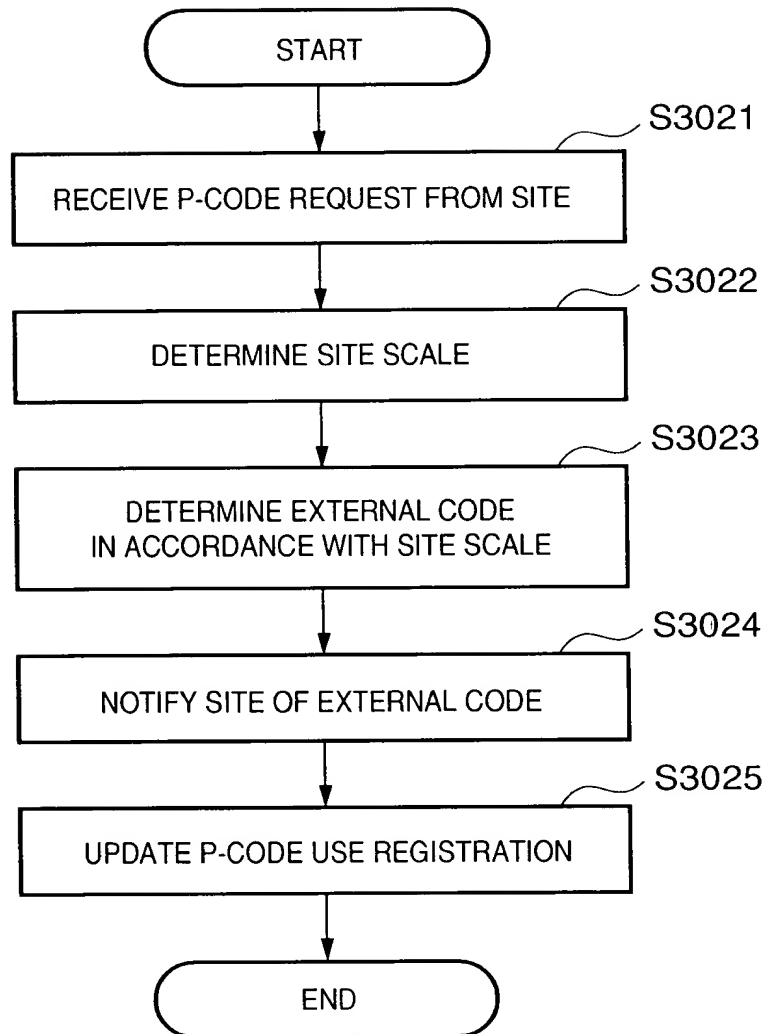 START
S3021
RECEIVE P-CODE REQUEST FROM SITE
S3022
DETERMINE SITE SCALE
S3023
DETERMINE EXTERNAL CODE
IN ACCORDANCE WITH SITE SCALE
S3024
NOTIFY SITE OF EXTERNAL CODE
S3025
UPDATE P-CODE USE REGISTRATION
END